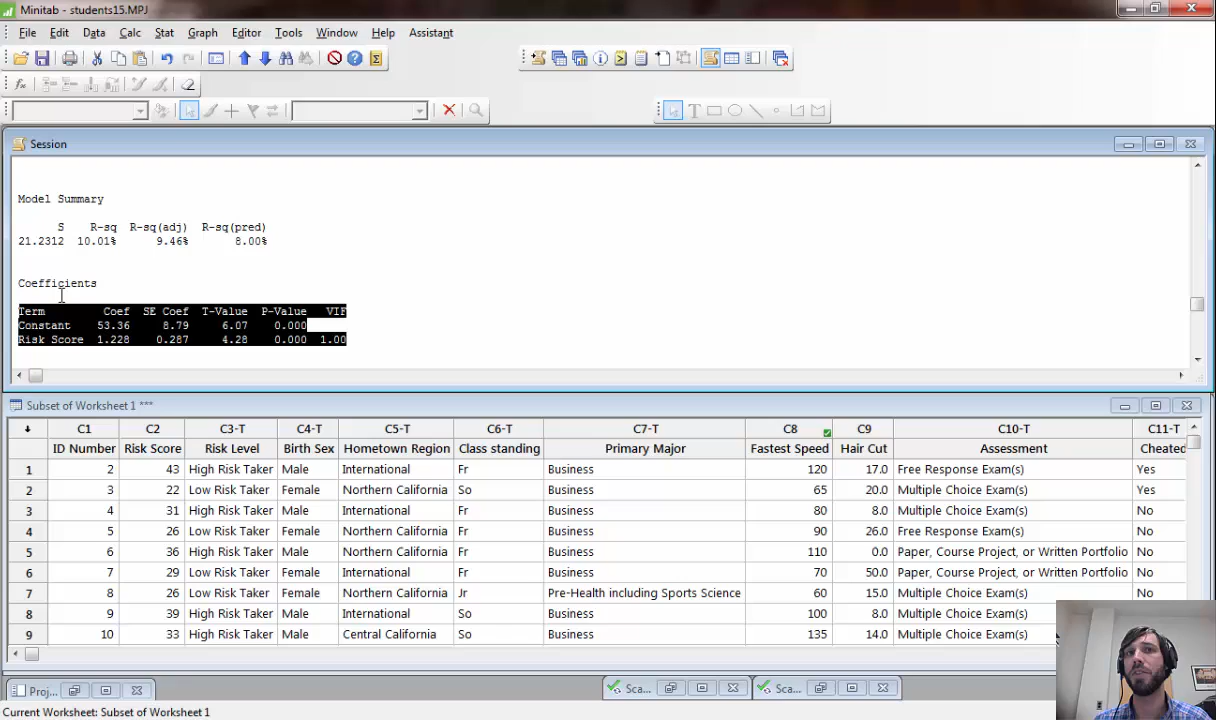 Minitab - students15.MPJ
File Edit Data Calc Stat Graph Editor Tools Window Help Assistant
Session
Model Summary
S R-sq R-sq(adj) R-sq(pred)
21.2312 10.01% 9.46% 8.00%
Coefficients
Term Coef SE Coef T-Value P-Value VIF
Constant 53.36 8.79 6.07 0.000
Risk Score 1.228 0.287 4.28 0.000 1.00
Subset of Worksheet 1 ***
C1 C2 C3-T C4-T C5-T C6-T C7-T C8 C9 C10-T C11-T
ID Number Risk Score Risk Level Birth Sex Hometown Region Class standing Primary Major Fastest Speed Hair Cut Assessment Cheated
1 2 43 High Risk Taker Male International Fr Business 120 17.0 Free Response Exam(s) Yes
2 3 22 Low Risk Taker Female Northern California So Business 65 20.0 Multiple Choice Exam(s) Yes
3 4 31 High Risk Taker Male International Fr Business 80 8.0 Multiple Choice Exam(s) No
4 5 26 Low Risk Taker Female Northern California Fr Business 90 26.0 Free Response Exam(s) No
5 6 36 High Risk Taker Male International Fr Business 110 0.0 Paper, Course Project, or Written Portfolio No
6 7 29 Low Risk Taker Female International Fr Business 70 50.0 Paper, Course Project, or Written Portfolio No
7 8 26 Low Risk Taker Female Northern California Jr Pre-Health including Sports Science 60 15.0 Multiple Choice Exam(s) No
8 9 39 High Risk Taker Male International So Business 100 8.0 Multiple Choice Exam(s)
9 10 33 High Risk Taker Male Central California So Business 135 14.0 Multiple Choice Exam(s)
Proj... Sca... Sca...
Current Worksheet: Subset of Worksheet 1